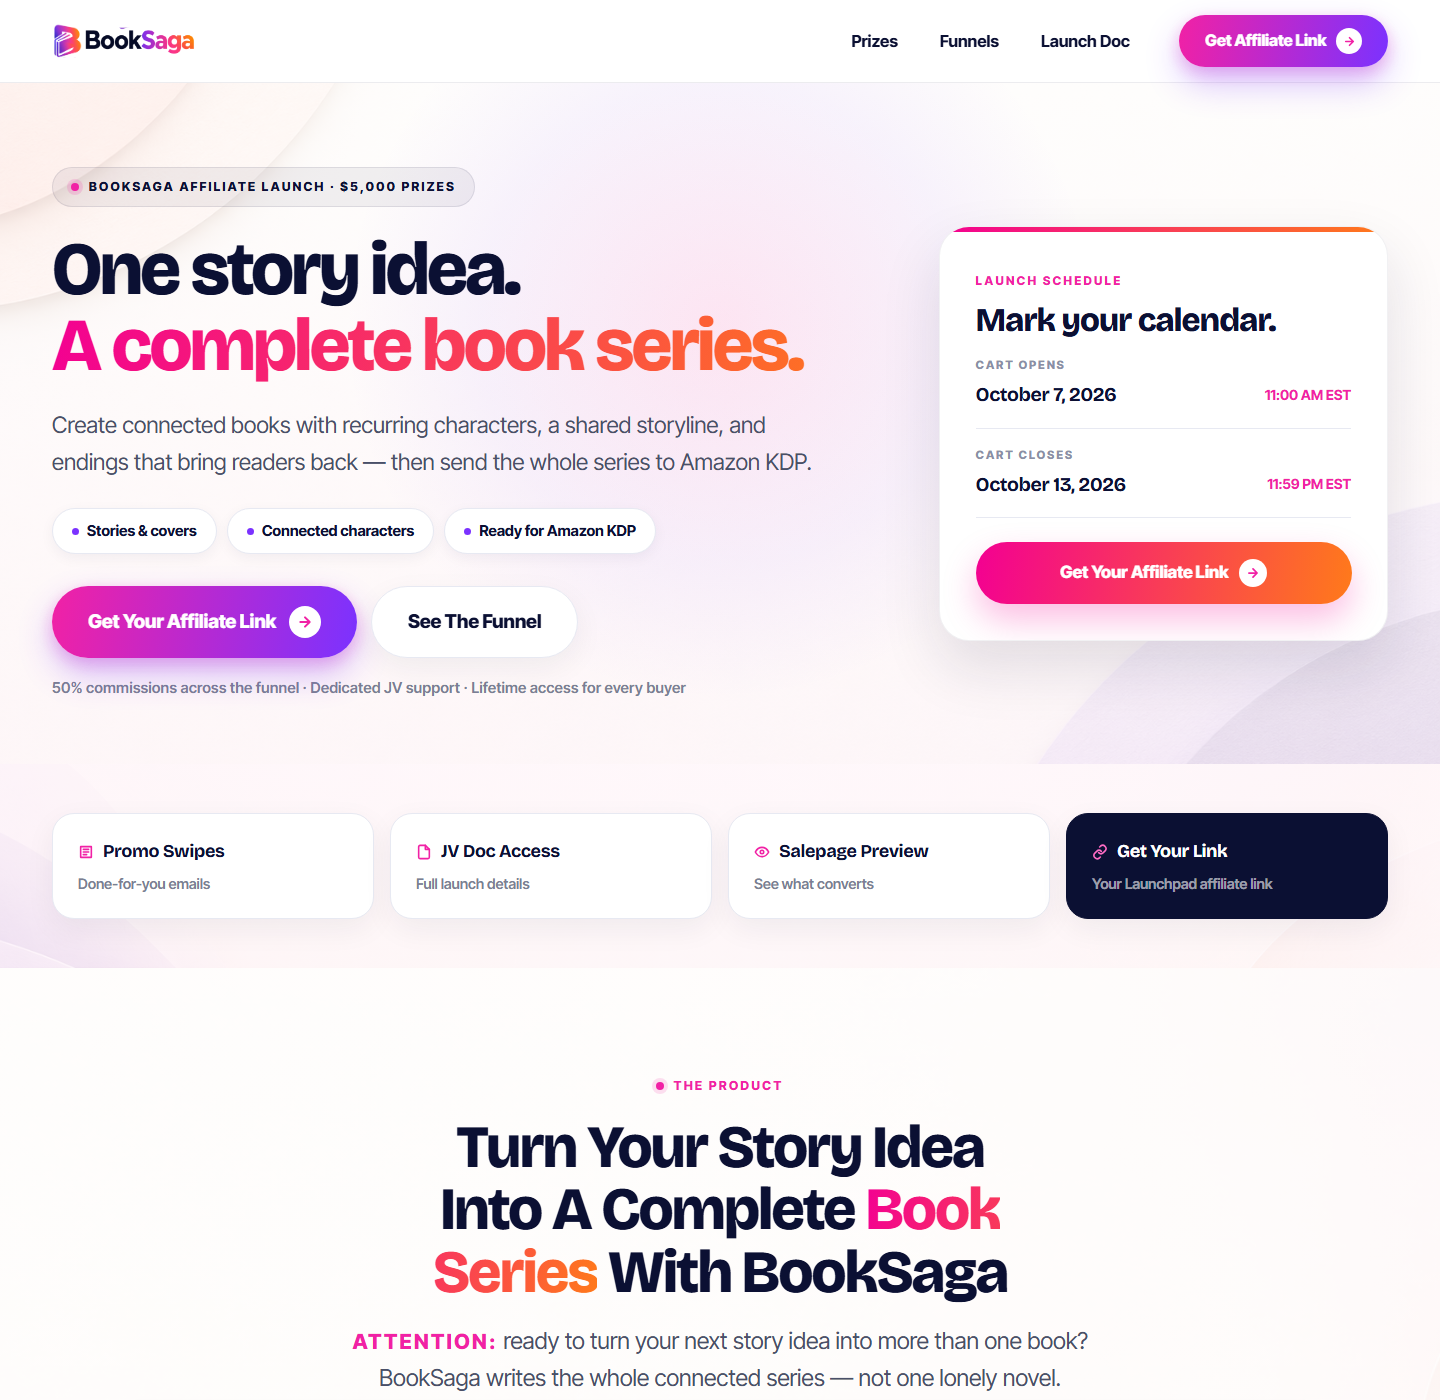 BookSaga
Prizes
Funnels
Launch Doc
Get Affiliate Link
BOOKSAGA AFFILIATE LAUNCH · $5,000 PRIZES
One story idea.
A complete book series.
Create connected books with recurring characters, a shared storyline, and
endings that bring readers back — then send the whole series to Amazon KDP.
Stories & covers
Connected characters
Ready for Amazon KDP
Get Your Affiliate Link
See The Funnel
50% commissions across the funnel · Dedicated JV support · Lifetime access for every buyer
LAUNCH SCHEDULE
Mark your calendar.
CART OPENS
October 7, 2026
11:00 AM EST
CART CLOSES
October 13, 2026
11:59 PM EST
Get Your Affiliate Link
Promo Swipes
Done-for-you emails
JV Doc Access
Full launch details
Salepage Preview
See what converts
Get Your Link
Your Launchpad affiliate link
THE PRODUCT
Turn Your Story Idea
Into A Complete Book
Series With BookSaga
ATTENTION: ready to turn your next story idea into more than one book?
BookSaga writes the whole connected series — not one lonely novel.